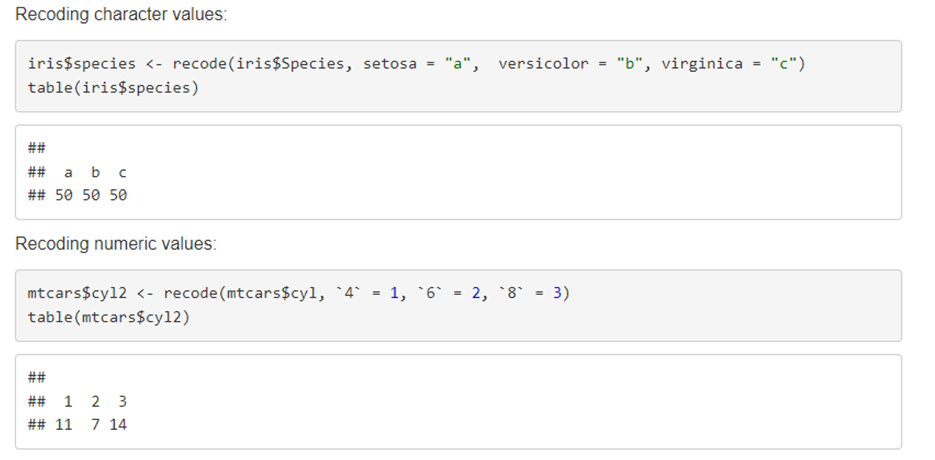 Recoding character values:
iris$species <- recode(iris$Species, setosa = "a",  versicolor = "b", virginica = "c")
table(iris$species)
##
##  a  b  c
## 50 50 50
Recoding numeric values:
mtcars$cyl2 <- recode(mtcars$cyl, `4` = 1, `6` = 2, `8` = 3)
table(mtcars$cyl2)
##
##  1  2  3
## 11  7 14